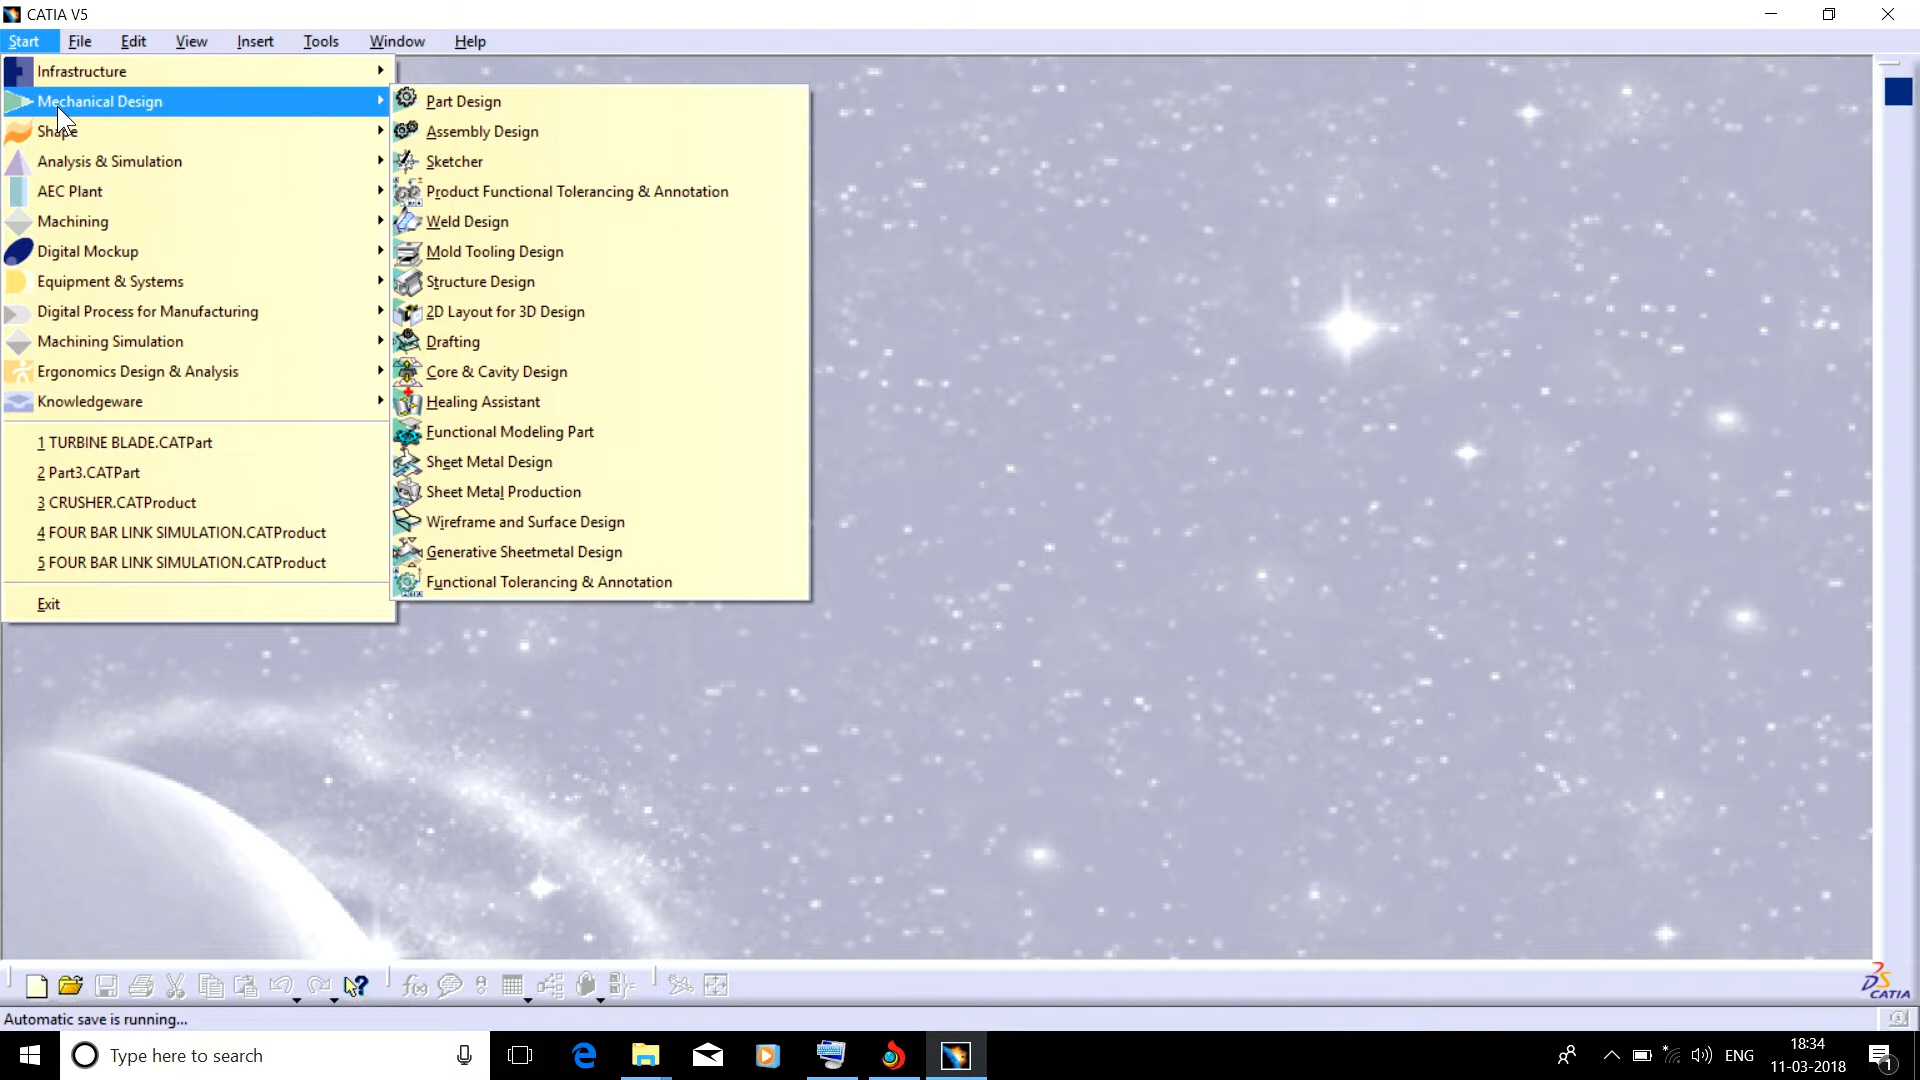 CATIA V5
Start File Edit View Insert Tools Window Help
Infrastructure
Mechanical Design
Shape
Analysis & Simulation
AEC Plant
Machining
Digital Mockup
Equipment & Systems
Digital Process for Manufacturing
Machining Simulation
Ergonomics Design & Analysis
Knowledgeware
1 TURBINE BLADE.CATPart
2 Part3.CATPart
3 CRUSHER.CATProduct
4 FOUR BAR LINK SIMULATION.CATProduct
5 FOUR BAR LINK SIMULATION.CATProduct
Exit
Part Design
Assembly Design
Sketcher
Product Functional Tolerancing & Annotation
Weld Design
Mold Tooling Design
Structure Design
2D Layout for 3D Design
Drafting
Core & Cavity Design
Healing Assistant
Functional Modeling Part
Sheet Metal Design
Sheet Metal Production
Wireframe and Surface Design
Generative Sheetmetal Design
Functional Tolerancing & Annotation
f(x)
DS CATIA
Automatic save is running...
Type here to search
ENG
18:34
11-03-2018
1